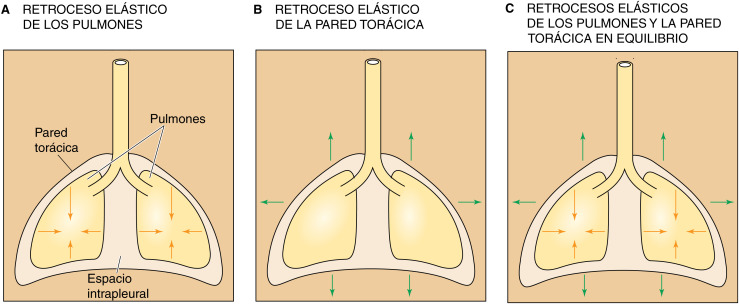 A RETROCESO ELÁSTICO
DE LOS PULMONES
B RETROCESO ELÁSTICO
DE LA PARED TORÁCICA
C RETROCESOS ELÁSTICOS
DE LOS PULMONES Y LA PARED
TORÁCICA EN EQUILIBRIO
Pared
torácica
Pulmones
Espacio
intrapleural